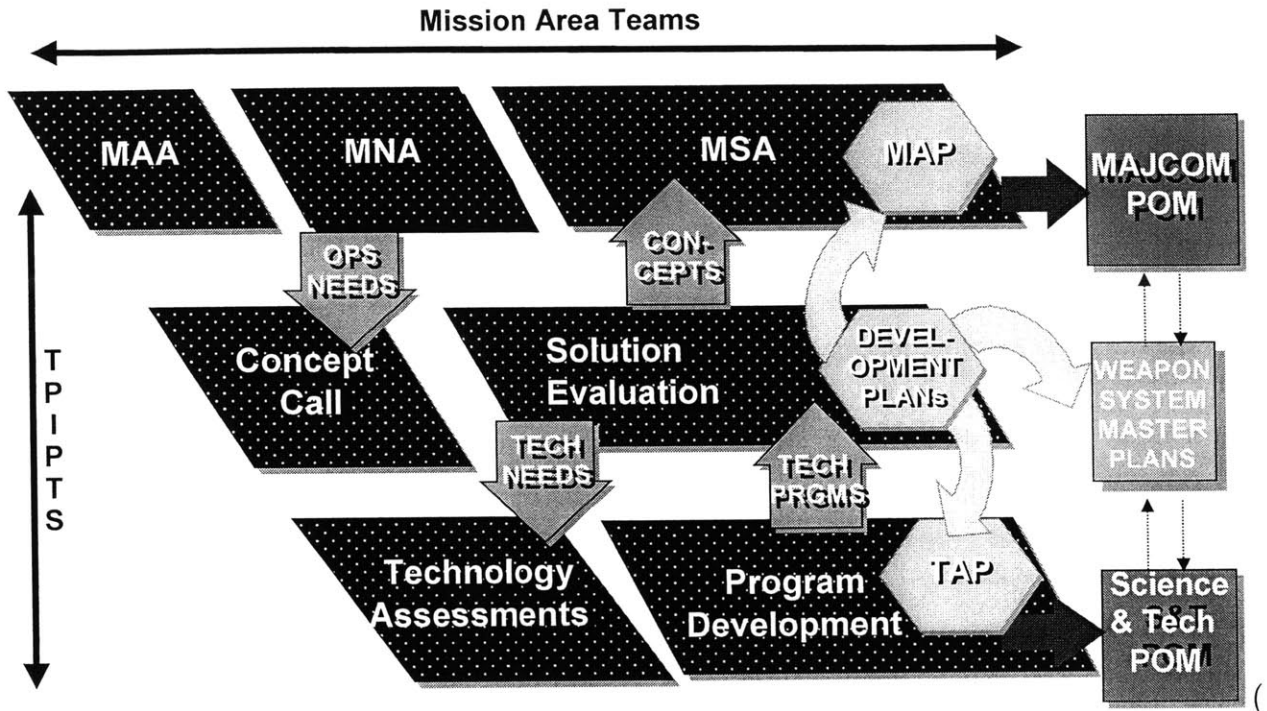 Mission Area Teams
MAA
MNA
MSA
MAP
MAJCOM
POM
OPS
NEEDS
CON-
CEPTS
T
P
I
P
T
S
Concept
Call
Solution
Evaluation
DEVEL-
OPMENT
PLANs
WEAPON
SYSTEM
MASTER
PLANS
TECH
NEEDS
TECH
PRGMS
Technology
Assessments
Program
Development
TAP
Science
& Tech
POM
(